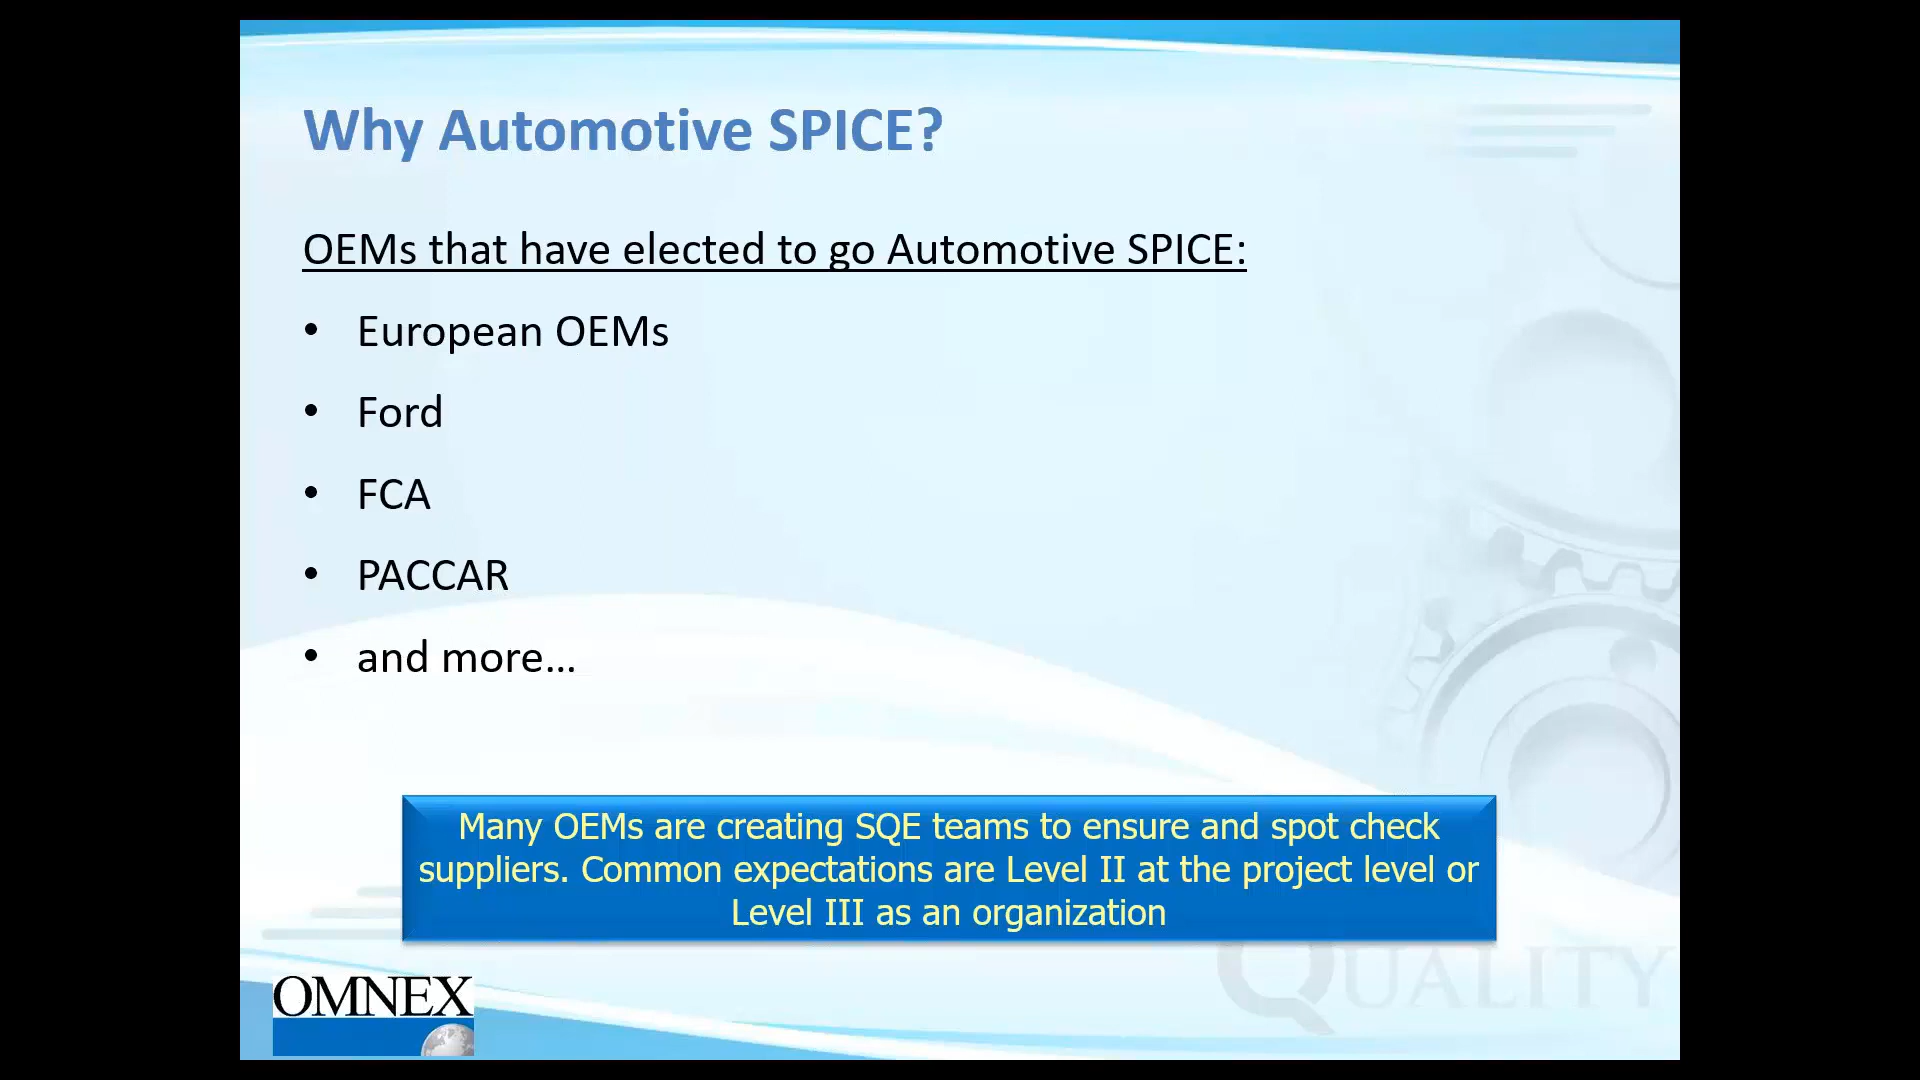 Why Automotive SPICE?
OEMs that have elected to go Automotive SPICE:
• European OEMs
• Ford
• FCA
• PACCAR
• and more...
Many OEMs are creating SQE teams to ensure and spot check
suppliers. Common expectations are Level II at the project level or
Level III as an organization
QUALITY
OMNEX